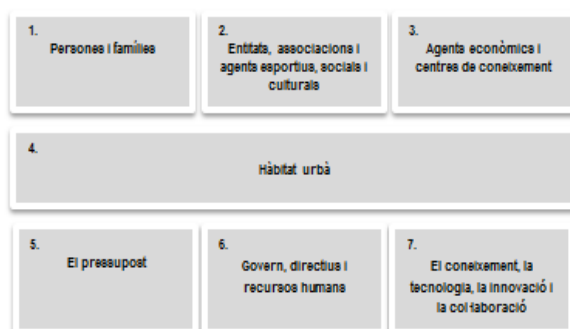 1.
Persones i famílies
2.
Entitats, associacions i
agents esportius, socials i
culturals
3.
Agents econòmics i
centres de coneixement
4.
Hàbitat urbà
5.
El pressupost
6.
Govern, directius i
recursos humans
7.
El coneixement, la
tecnologia, la innovació i
la col·laboració